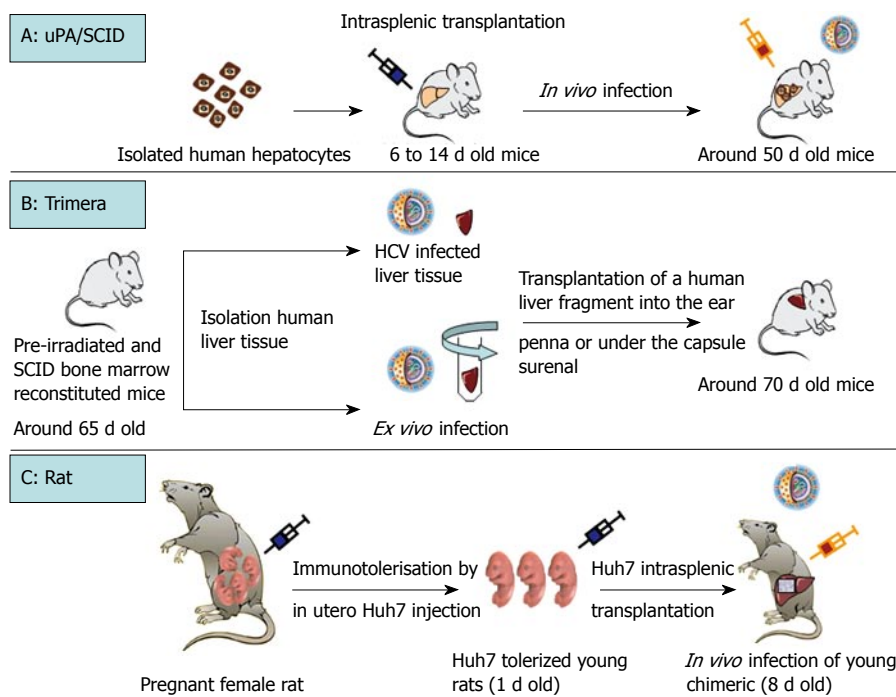 A: uPA/SCID
Intrasplenic transplantation
In vivo infection
Isolated human hepatocytes
6 to 14 d old mice
Around 50 d old mice
B: Trimera
Pre-irradiated and
SCID bone marrow
reconstituted mice
Around 65 d old
Isolation human
liver tissue
HCV infected
liver tissue
Ex vivo infection
Transplantation of a human
liver fragment into the ear
penna or under the capsule
surenal
Around 70 d old mice
C: Rat
Pregnant female rat
Immunotolerisation by
in utero Huh7 injection
Huh7 tolerized young
rats (1 d old)
Huh7 intrasplenic
transplantation
In vivo infection of young
chimeric (8 d old)